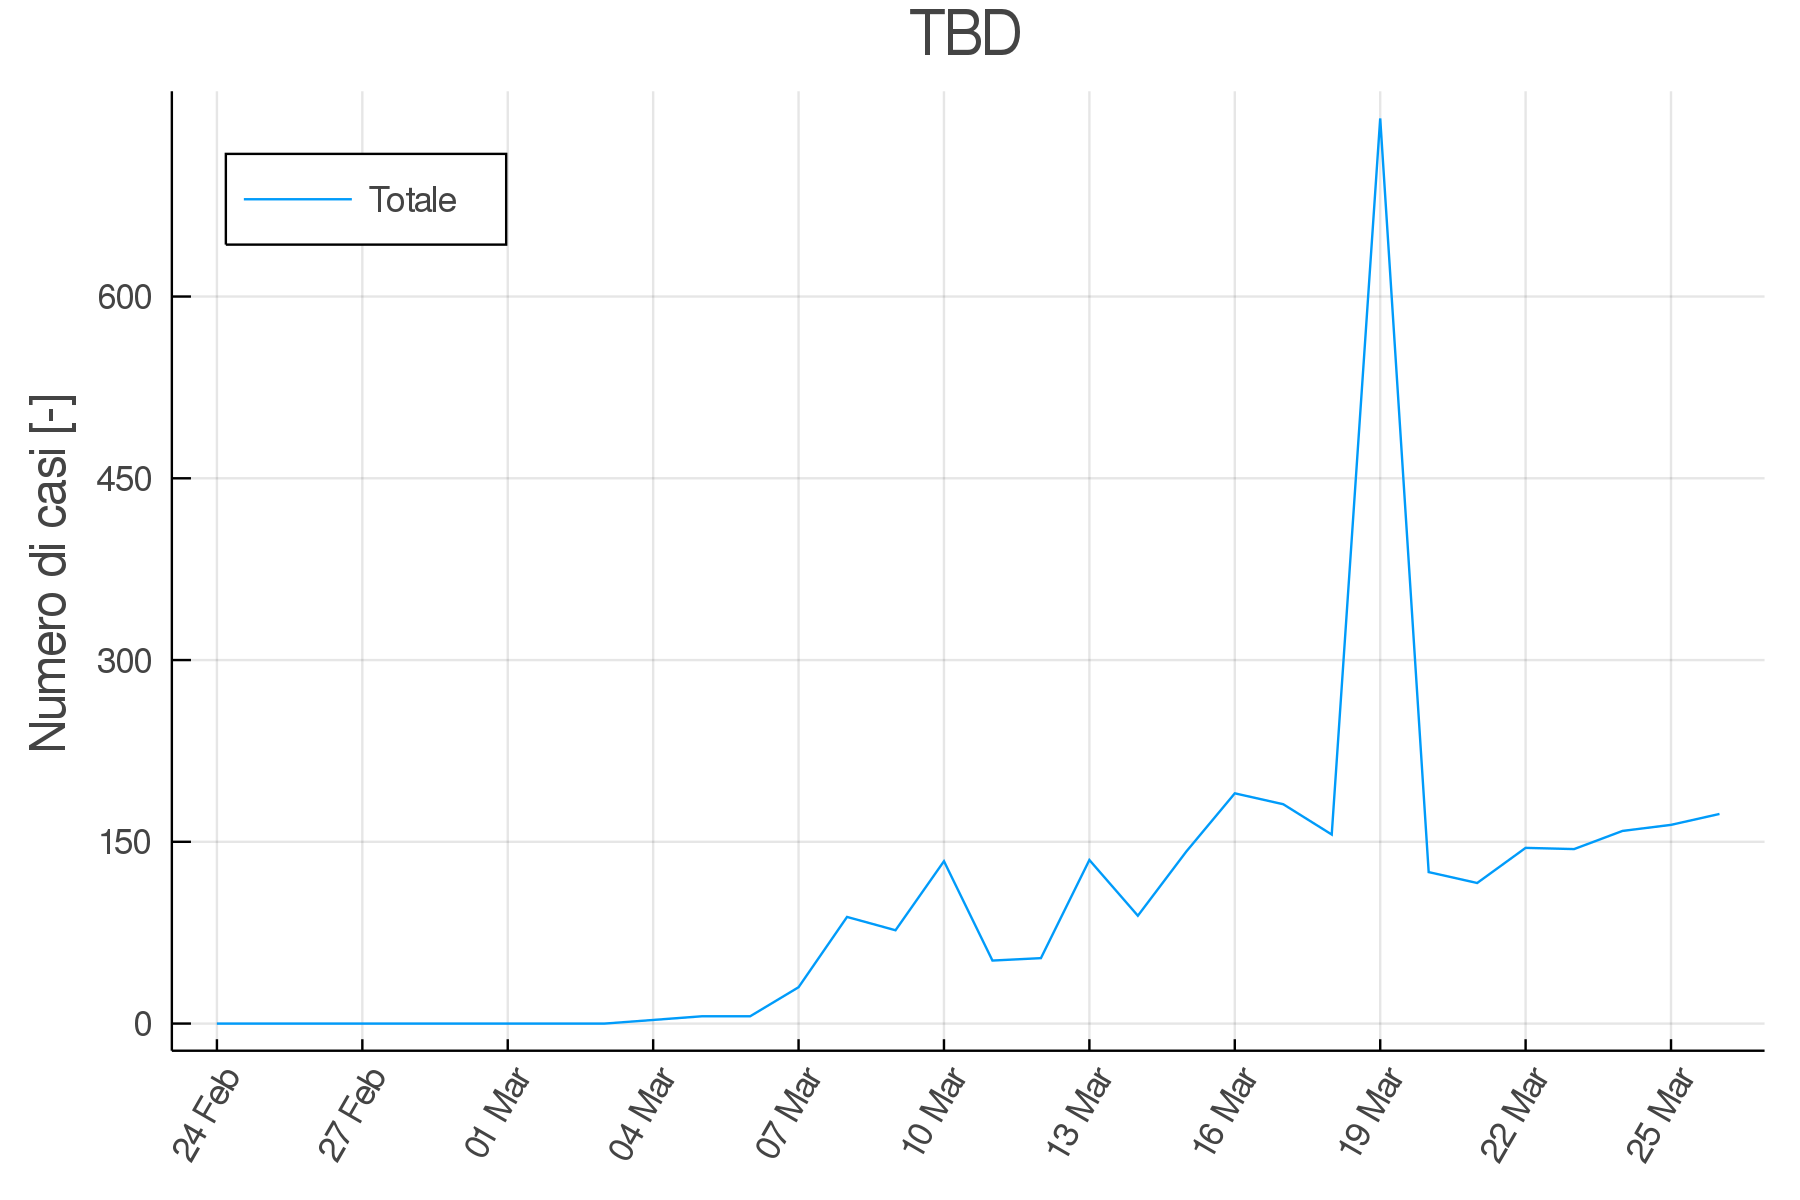 TBD
Totale
Numero di casi [-]
600
450
300
150
0
24 Feb
27 Feb
01 Mar
04 Mar
07 Mar
10 Mar
13 Mar
16 Mar
19 Mar
22 Mar
25 Mar